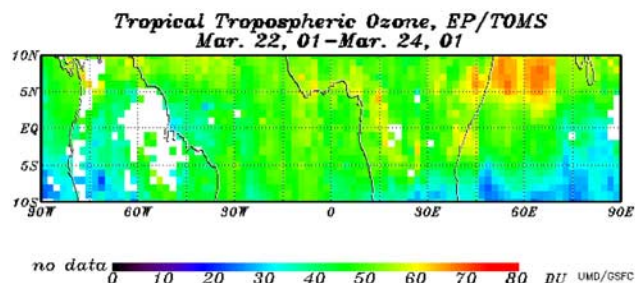 Tropical Tropospheric Ozone, EP/TOMS
Mar. 22, 01-Mar. 24, 01
10N
5N
EQ
5S
10S
90W 60W 30W 0 30E 60E 90E
no data 0 10 20 30 40 50 60 70 80 DU UMD/GSFC